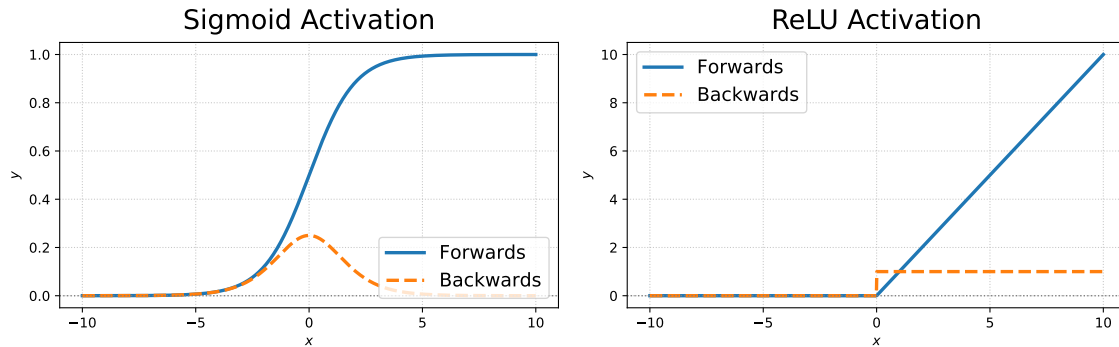 Sigmoid Activation
1.0
0.8
0.6
0.4
0.2
0.0
y
−10
−5
0
5
10
x
Forwards
Backwards
ReLU Activation
10
8
6
4
2
0
y
−10
−5
0
5
10
x
Forwards
Backwards